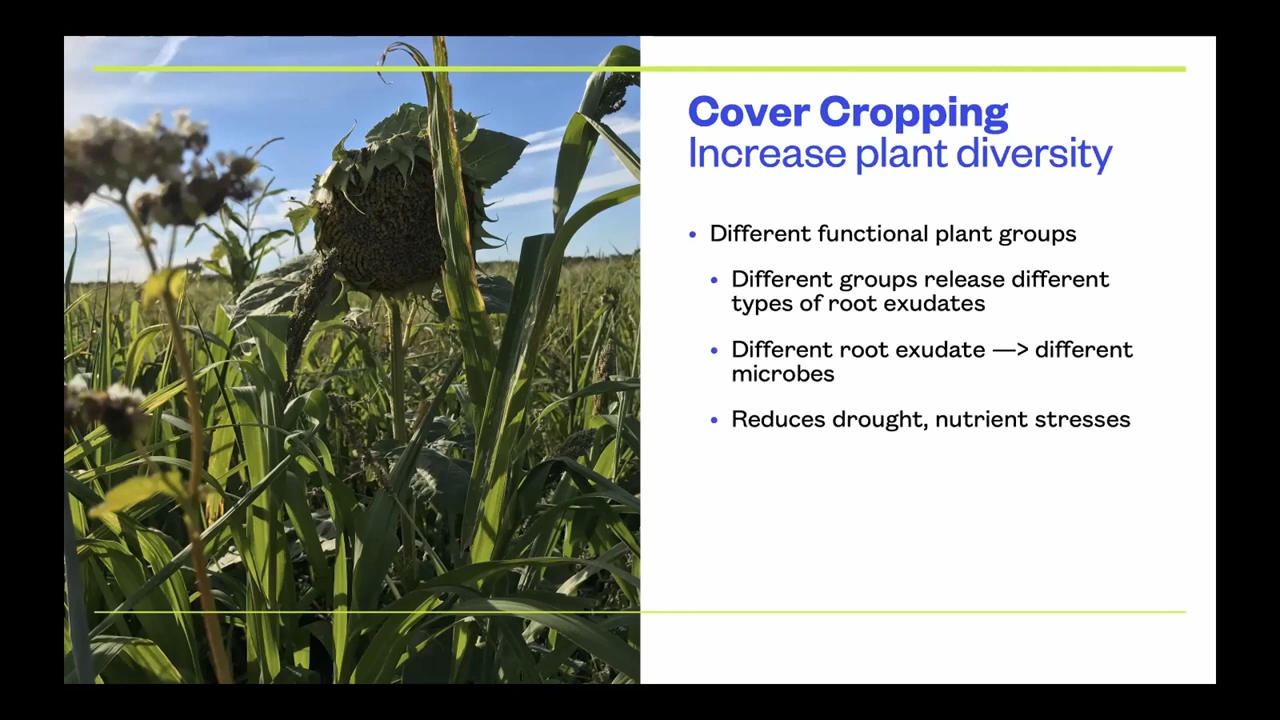 Cover Cropping
Increase plant diversity
• Different functional plant groups
• Different groups release different
types of root exudates
• Different root exudate —> different
microbes
• Reduces drought, nutrient stresses